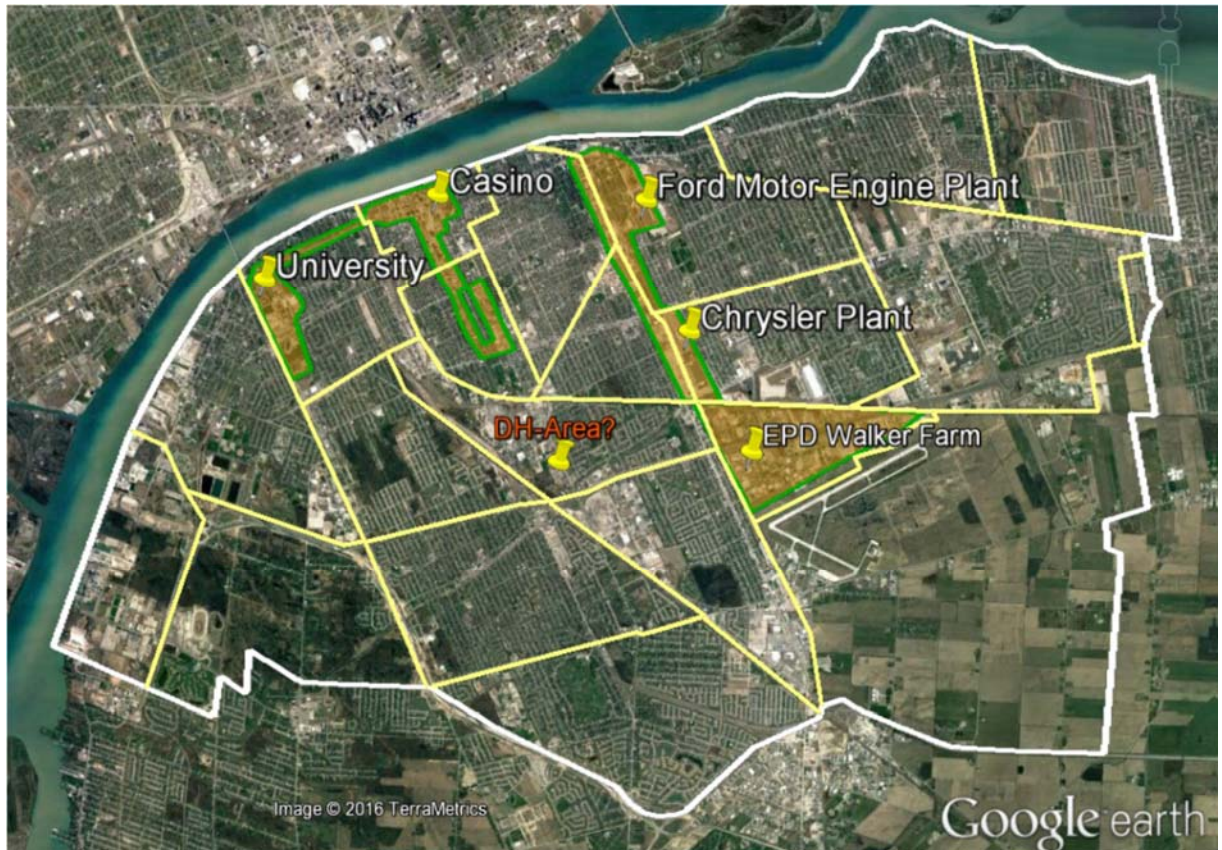 Casino
Ford Motor Engine Plant
University
Chrysler Plant
DH-Area?
EPD Walker Farm
Image © 2016 TerraMetrics
Google earth